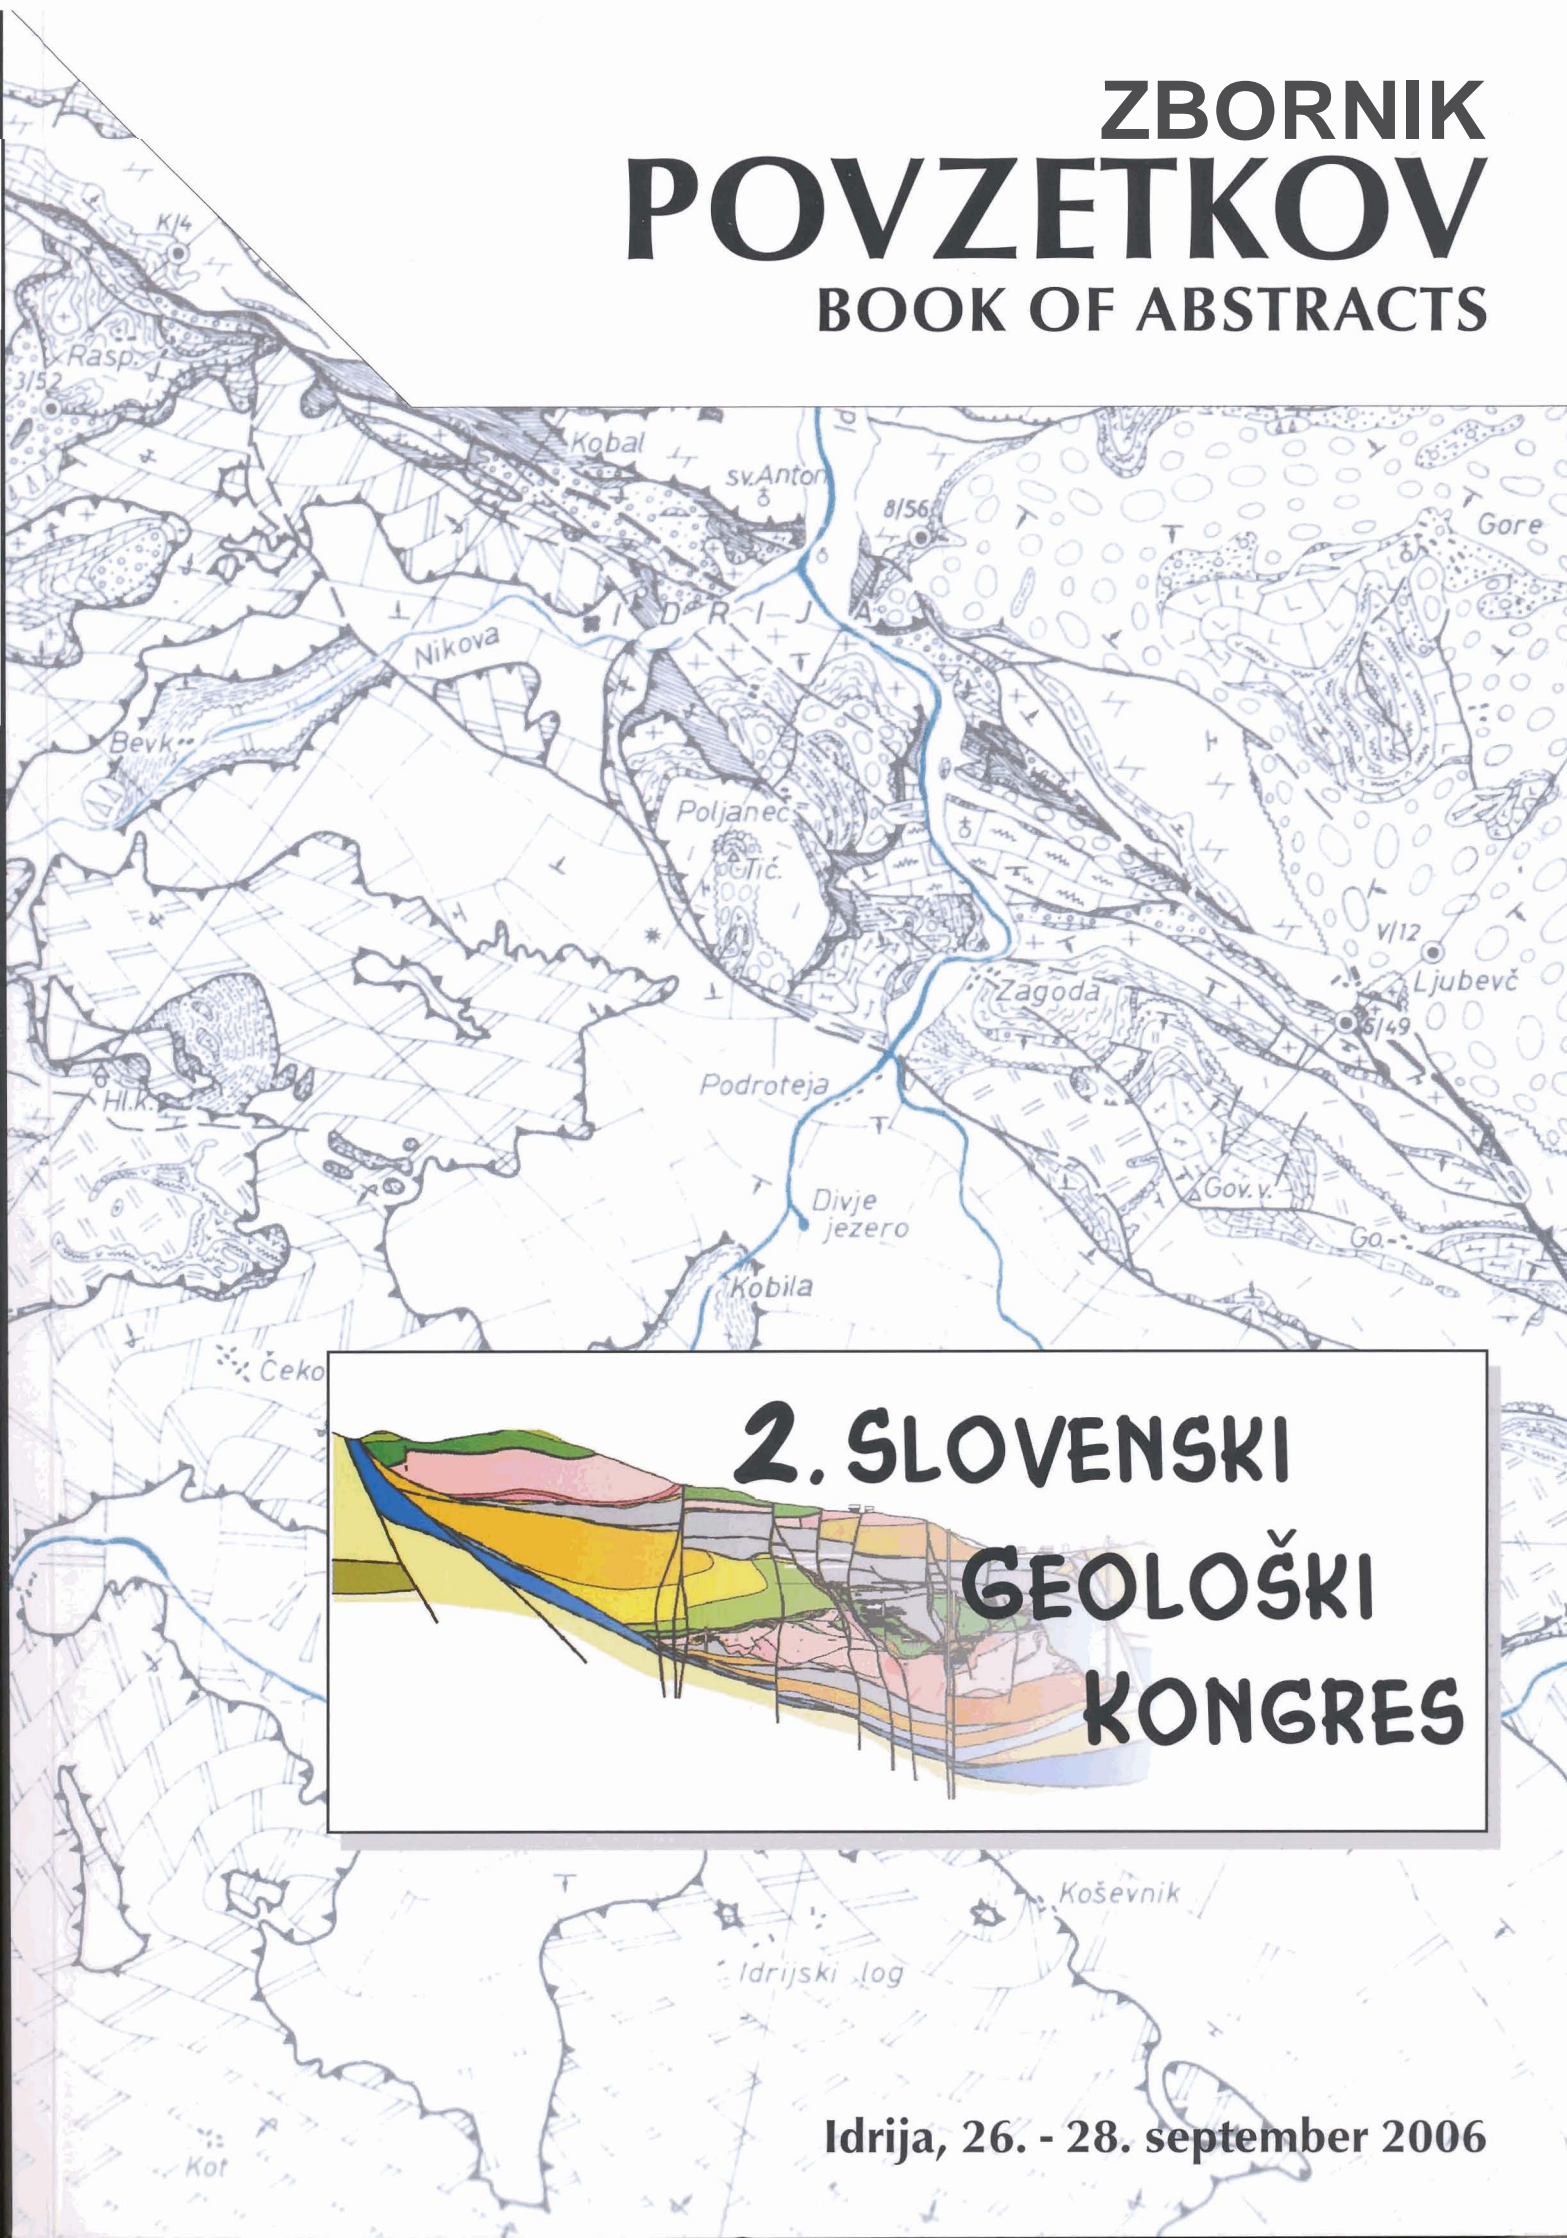 ZBORNIK
POVZETKOV
BOOK OF ABSTRACTS
K/4
Rasp.
3/52
Kobal
sv.Anton
Id
8/56
Gore
IDRIJA
Nikova
Bevk
Poljanec
Tič.
V/12
Ljubevč
Zagoda
5/49
Podroteja
Hl.k.
Gov.v.
Divje
jezero
Go.
Kobila
Čeko
2. SLOVENSKI
GEOLOŠKI
KONGRES
Koševnik
Idrijski log
Idrija, 26. - 28. september 2006
Kot